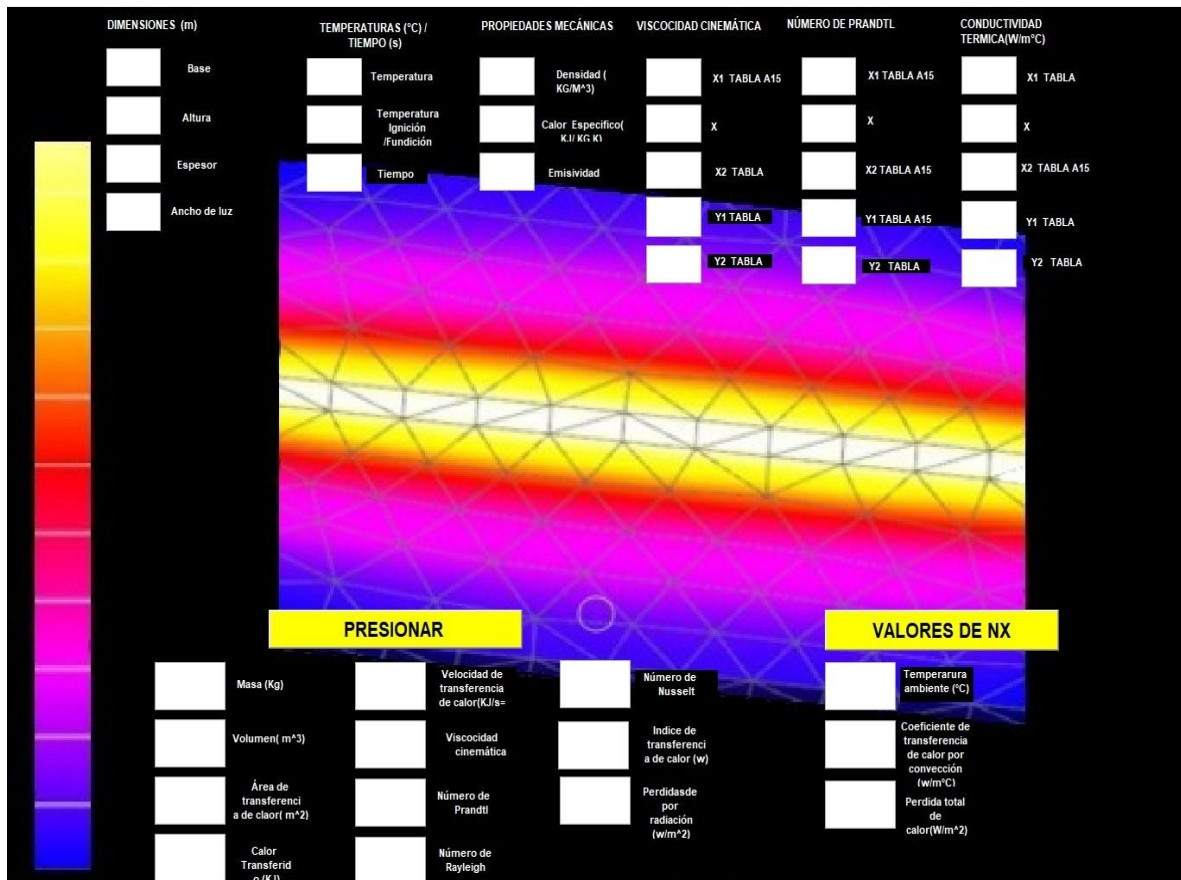 DIMENSIONES (m)
Base
Altura
Espesor
Ancho de luz
TEMPERATURAS (°C) /
TIEMPO (s)
Temperatura
Temperatura
Ignición
/Fundición
Tiempo
PROPIEDADES MECÁNICAS
Densidad (
KG/M^3)
Calor Específico(
KJ/ KG K)
Emisividad
VISCOCIDAD CINEMÁTICA
X1 TABLA A15
X
X2 TABLA
Y1 TABLA
Y2 TABLA
NÚMERO DE PRANDTL
X1 TABLA A15
X
X2 TABLA A15
Y1 TABLA A15
Y2 TABLA
CONDUCTIVIDAD
TERMICA(W/m°C)
X1 TABLA
X
X2 TABLA A15
Y1 TABLA
Y2 TABLA
PRESIONAR
VALORES DE NX
Masa (Kg)
Volumen( m^3)
Área de
transferenci
a de claor( m^2)
Calor
Transferid
o (KJ)
Velocidad de
transferencia
de calor(KJ/s=
Viscocidad
cinemática
Número de
Prandtl
Número de
Rayleigh
Número de
Nusselt
Indice de
transferenci
a de calor (w)
Perdidasde
por
radiación
(w/m^2)
Temperarura
ambiente (°C)
Coeficiente de
transferencia
de calor por
convección
(w/m°C)
Perdida total
de
calor(W/m^2)